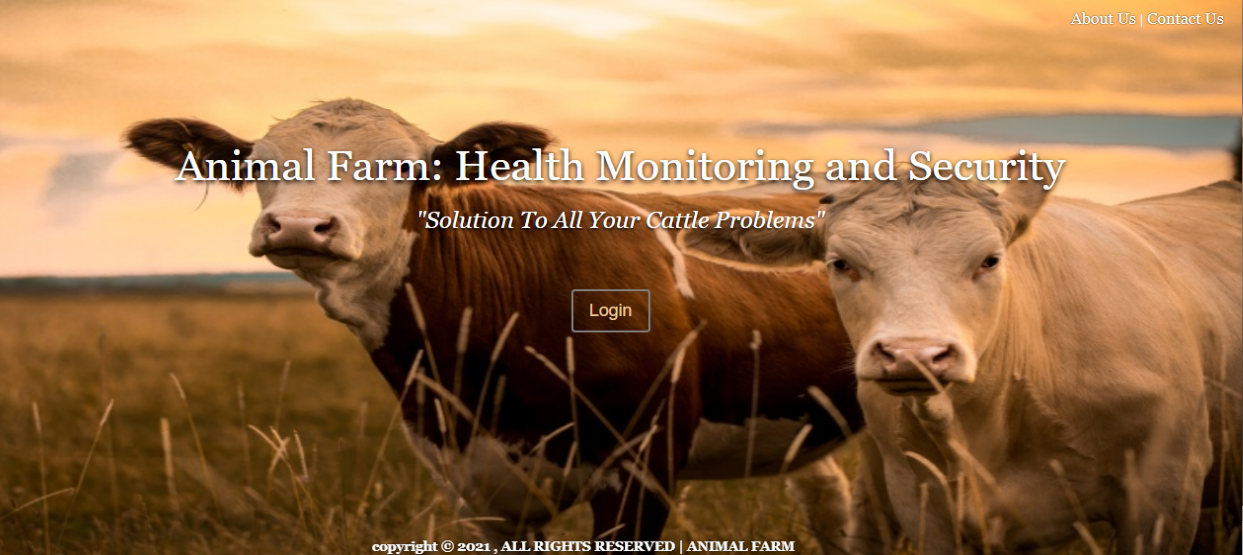 About Us | Contact Us
Animal Farm: Health Monitoring and Security
"Solution To All Your Cattle Problems"
Login
copyright © 2021 , ALL RIGHTS RESERVED | ANIMAL FARM